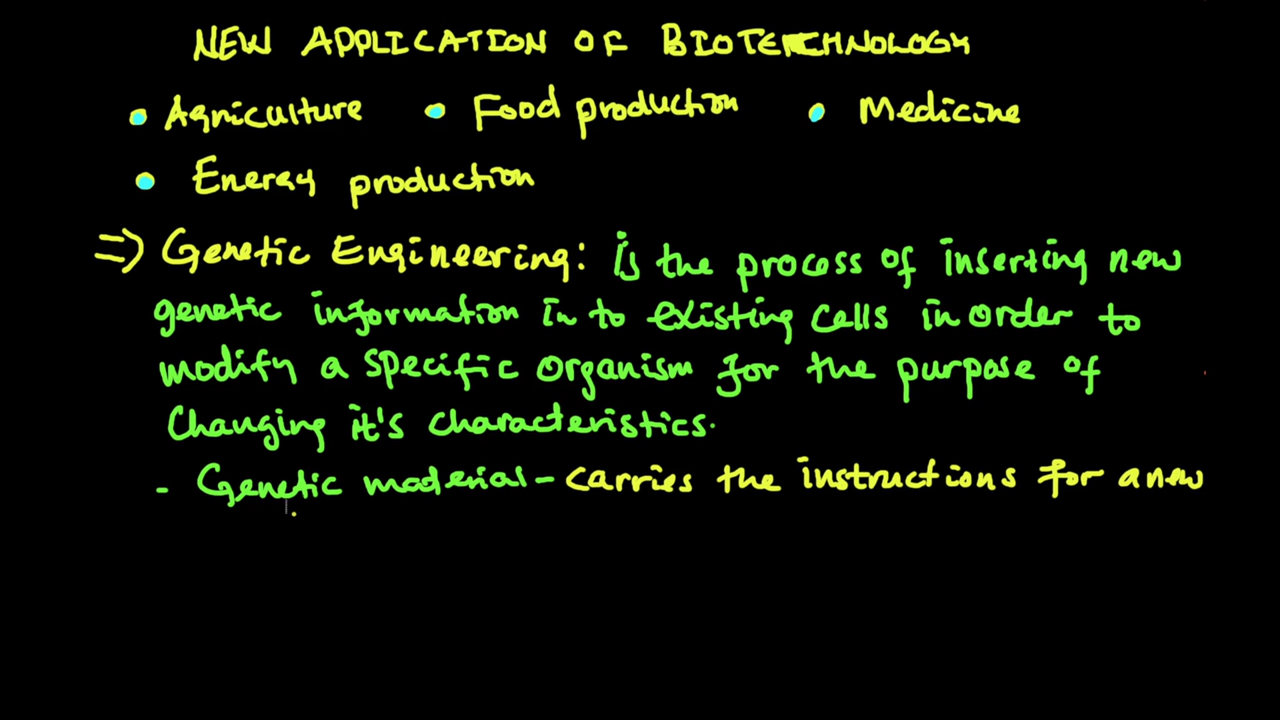 NEW APPLICATION OF BIOTECHNOLOGY
• Agriculture • Food production • Medicine
• Energy production
=> Genetic Engineering: is the process of inserting new
genetic information in to existing cells in order to
modify a specific organism for the purpose of
changing it's characteristics.
- Genetic material - carries the instructions for a new